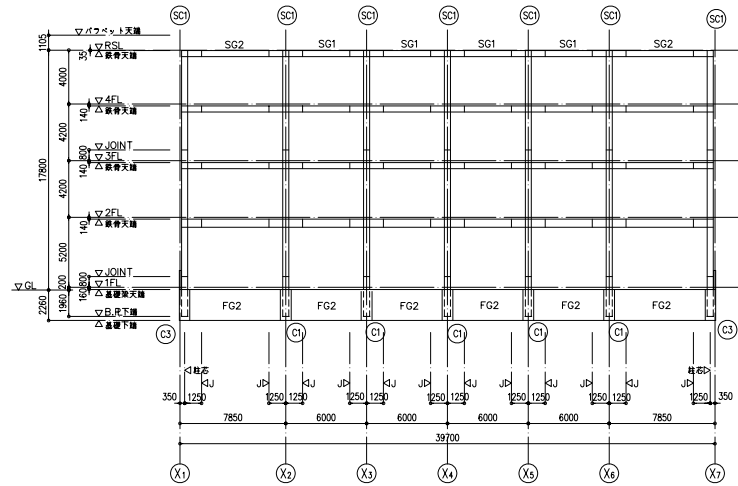 SC1 SC1 SC1 SC1 SC1 SC1 SC1
▽パラペット天端
1105
▽RSL
SG2 SG1 SG1 SG1 SG1 SG2
35
△鉄骨天端
4000
▽4FL
140
△鉄骨天端
4200
▽JOINT
800
▽3FL
140
△鉄骨天端
17800
4200
▽2FL
140
△鉄骨天端
5200
▽JOINT
800
▽GL
200
▽1FL
160
△基礎梁天端
2260
1960
FG2 FG2 FG2 FG2 FG2 FG2
▽B.P.下端
△基礎下端
C3 C1 C1 C1 C1 C1 C3
柱芯 柱芯
J J J J J J J J J J J J
350 1250 1250 1250 1250 1250 1250 1250 1250 1250 1250 1250 1250 350
7850 6000 6000 6000 6000 7850
39700
X1 X2 X3 X4 X5 X6 X7